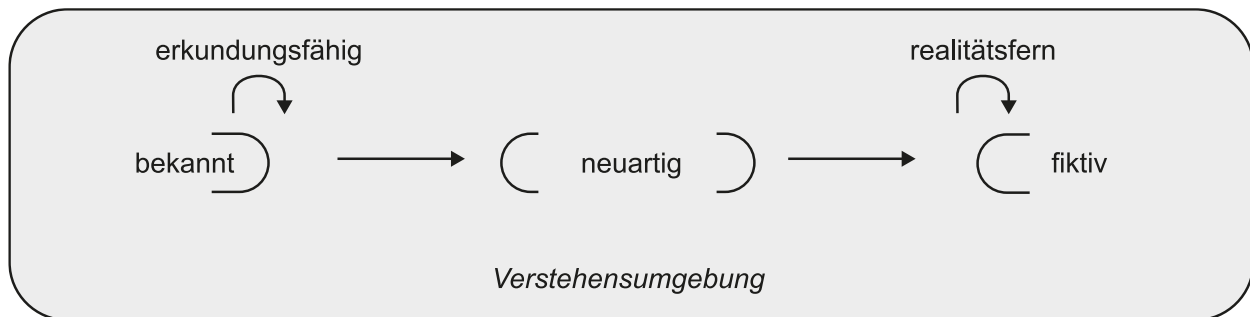 erkundungsfähig realitätsfern
bekannt neuartig fiktiv
Verstehensumgebung